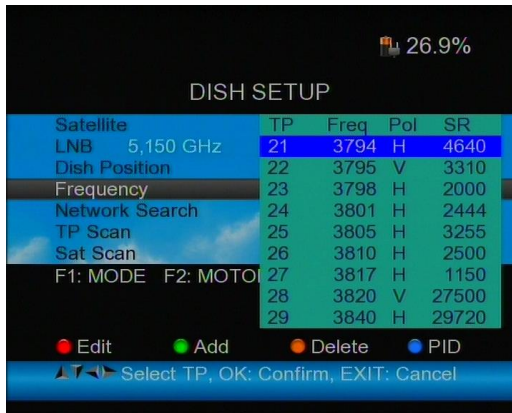 26.9%
DISH SETUP
Satellite
LNB 5,150 GHz
Dish Position
Frequency
Network Search
TP Scan
Sat Scan
F1: MODE F2: MOTO
TP Freq Pol SR
21 3794 H 4640
22 3795 V 3310
23 3798 H 2000
24 3801 H 2444
25 3805 H 3255
26 3810 H 2500
27 3817 H 1150
28 3820 V 27500
29 3840 H 29720
Edit Add Delete PID
Select TP, OK: Confirm, EXIT: Cancel